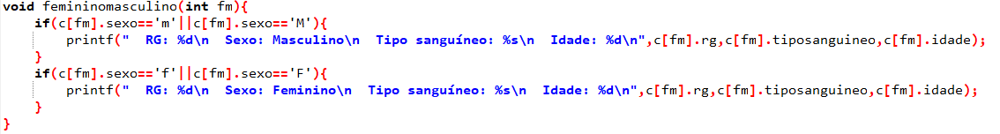 void femininomasculino(int fm){
if(c[fm].sexo=='m'||c[fm].sexo=='M'){
printf("  RG: %d\n  Sexo: Masculino\n  Tipo sanguíneo: %s\n  Idade: %d\n",c[fm].rg,c[fm].tiposanguineo,c[fm].idade);
}
if(c[fm].sexo=='f'||c[fm].sexo=='F'){
printf("  RG: %d\n  Sexo: Feminino\n  Tipo sanguíneo: %s\n  Idade: %d\n",c[fm].rg,c[fm].tiposanguineo,c[fm].idade);
}
}